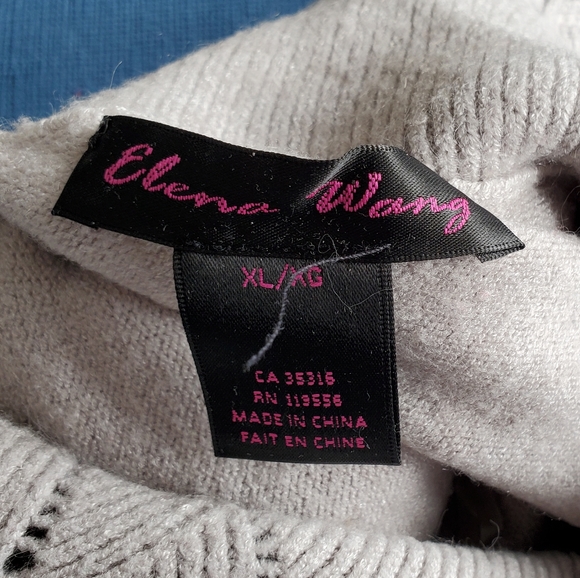 Elena Wang
XL/XG
CA 35316
RN 119556
MADE IN CHINA
FAIT EN CHINE